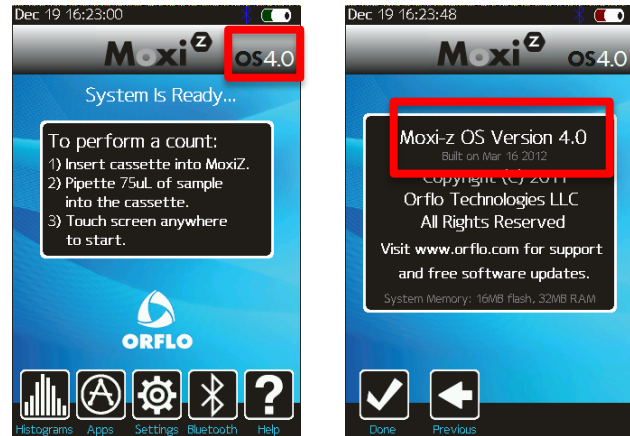 Dec 19 16:23:00
Moxi Z OS4.0
System Is Ready...
To perform a count:
1) Insert cassette into MoxiZ.
2) Pipette 75uL of sample
into the cassette.
3) Touch screen anywhere
to start.
ORFLO
Histograms Apps Settings Bluetooth Help
Dec 19 16:23:48
Moxi Z OS4.0
Moxi-z OS Version 4.0
Built on Mar 16 2012
Copyright (C) 2011
Orflo Technologies LLC
All Rights Reserved
Visit www.orflo.com for support
and free software updates.
System Memory: 16MB flash, 32MB RAM
Done Previous